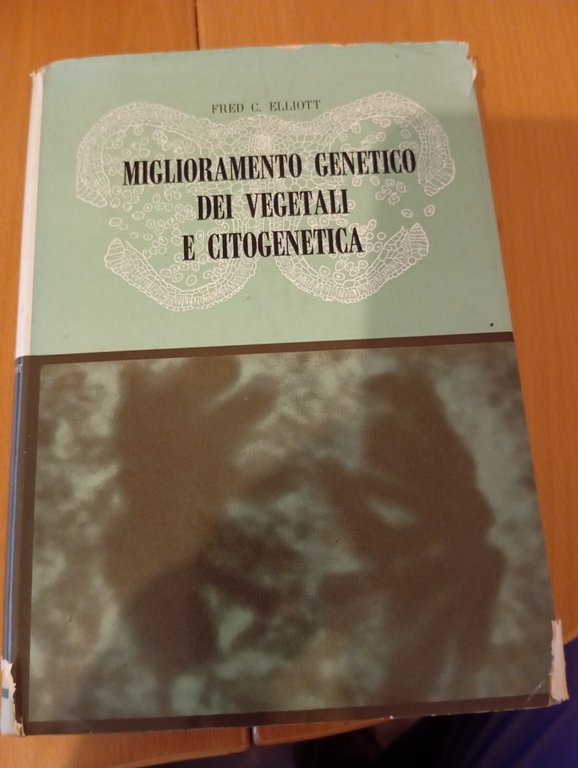 FRED C. ELLIOTT
MIGLIORAMENTO GENETICO
DEI VEGETALI
E CITOGENETICA